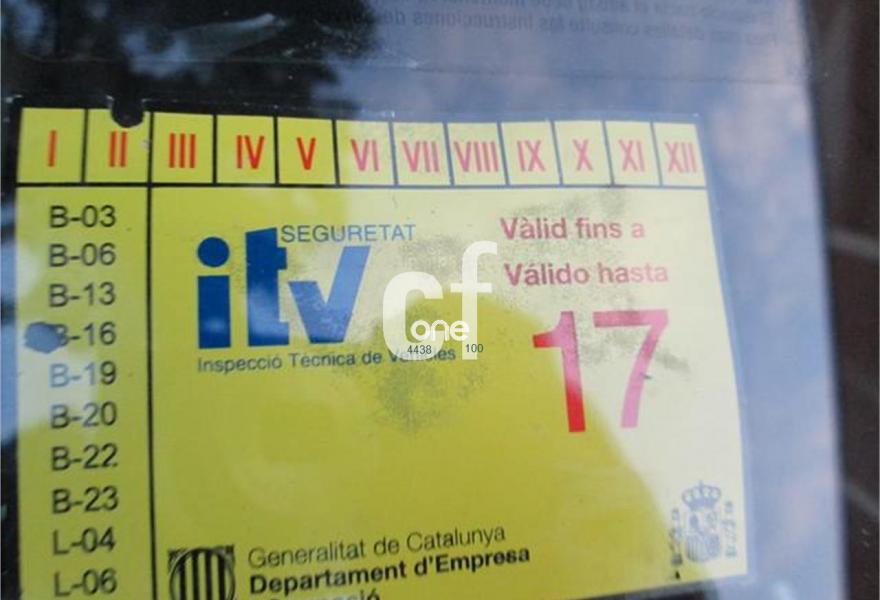 I II III IV V VI VII VIII IX X XI XII
B-03
B-06
B-13
B-16
B-19
B-20
B-22
B-23
L-04
L-06
itv SEGURETAT
Inspecció Tècnica de Vehicles
Vàlid fins a
Válido hasta
17
cf
one
4438 100
Generalitat de Catalunya
Departament d'Empresa